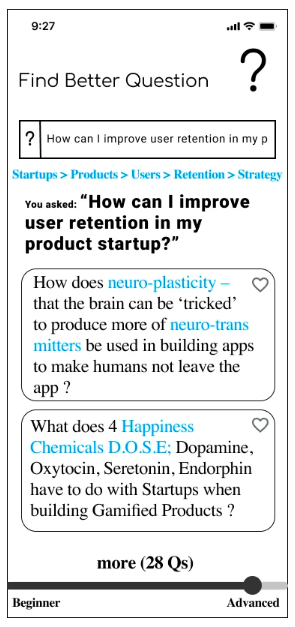 9:27
Find Better Question
?
? How can I improve user retention in my p
Startups > Products > Users > Retention > Strategy
You asked: “How can I improve
user retention in my
product startup?”
How does neuro-plasticity –
that the brain can be ‘tricked’
to produce more of neuro-trans
mitters be used in building apps
to make humans not leave the
app ?
What does 4 Happiness
Chemicals D.O.S.E; Dopamine,
Oxytocin, Seretonin, Endorphin
have to do with Startups when
building Gamified Products ?
more (28 Qs)
Beginner Advanced